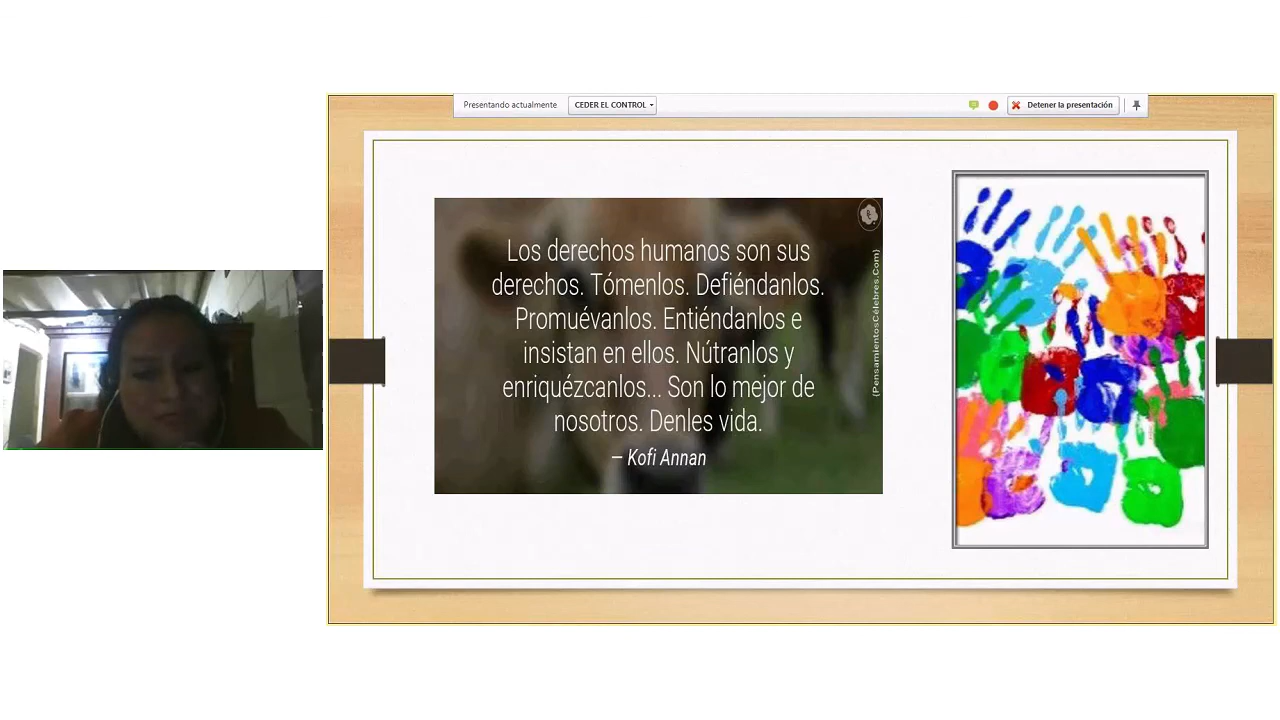 Presentando actualmente
CEDER EL CONTROL
Detener la presentación
Los derechos humanos son sus
derechos. Tómenlos. Defiéndanlos.
Promuévanlos. Entiéndanlos e
insistan en ellos. Nútranlos y
enriquézcanlos... Son lo mejor de
nosotros. Denles vida.
— Kofi Annan
(PensamientosCélebres.Com)